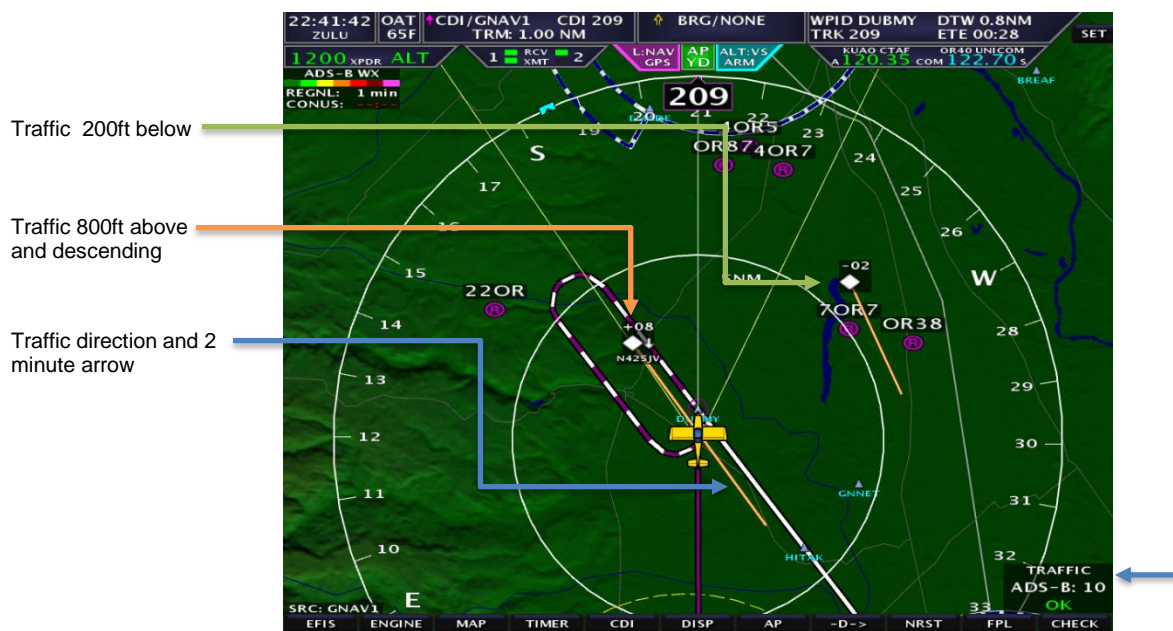 Traffic 200ft below
Traffic 800ft above
and descending
Traffic direction and 2
minute arrow
22:41:42
ZULU
OAT
65F
CDI/GNAV1 CDI 209
TRM: 1.00 NM
BRG/NONE
WPID DUBMY DTW 0.8NM
TRK 209 ETE 00:28
SET
1200 XPDR ALT
1 RCV 2
XMT
L:NAV
GPS
AP
YD
ALT:VS
ARM
KUAO CTAF OR40 UNICOM
A 120.35 COM 122.70 S
ADS-B WX
REGNL: 1 min
CONUS: --:--
BREAF
209
19
20
21
22
23
24
25
26
W
28
29
30
31
32
33
S
17
16
15
14
13
12
11
10
E
OR87
4OR7
22OR
5NM
-02
7OR7
OR38
+08
N425JV
GNNET
HITAK
TRAFFIC
ADS-B: 10
OK
SRC: GNAV1
EFIS ENGINE MAP TIMER CDI DISP AP -D-> NRST FPL CHECK